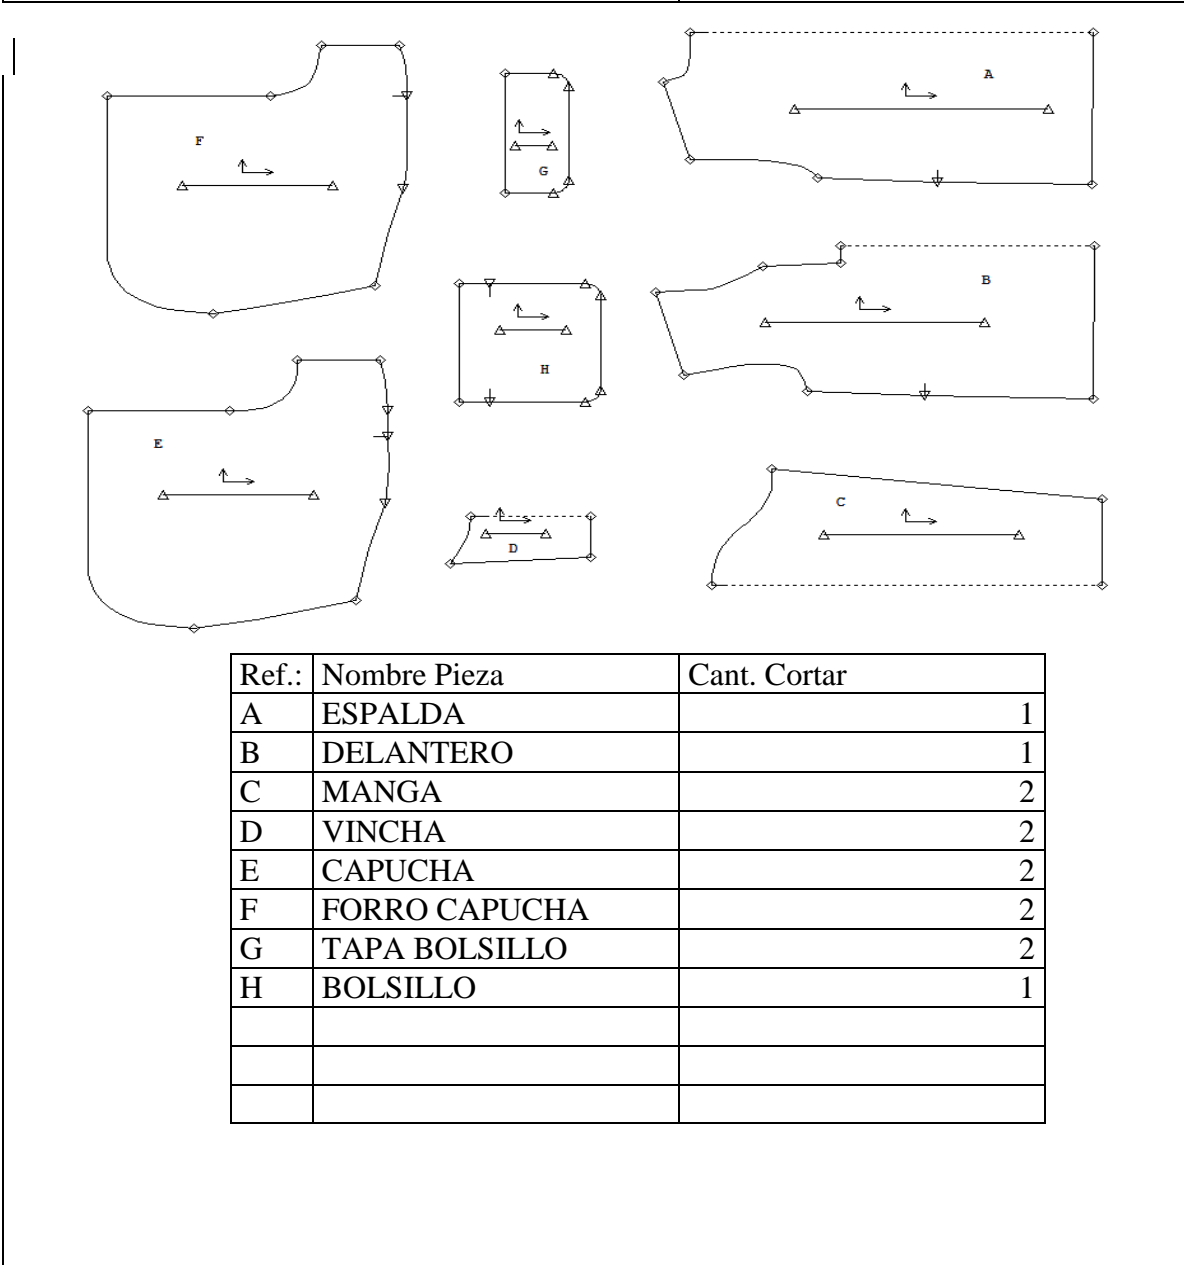 A
F
G
B
H
E
C
D
Ref.: Nombre Pieza Cant. Cortar
A ESPALDA 1
B DELANTERO 1
C MANGA 2
D VINCHA 2
E CAPUCHA 2
F FORRO CAPUCHA 2
G TAPA BOLSILLO 2
H BOLSILLO 1